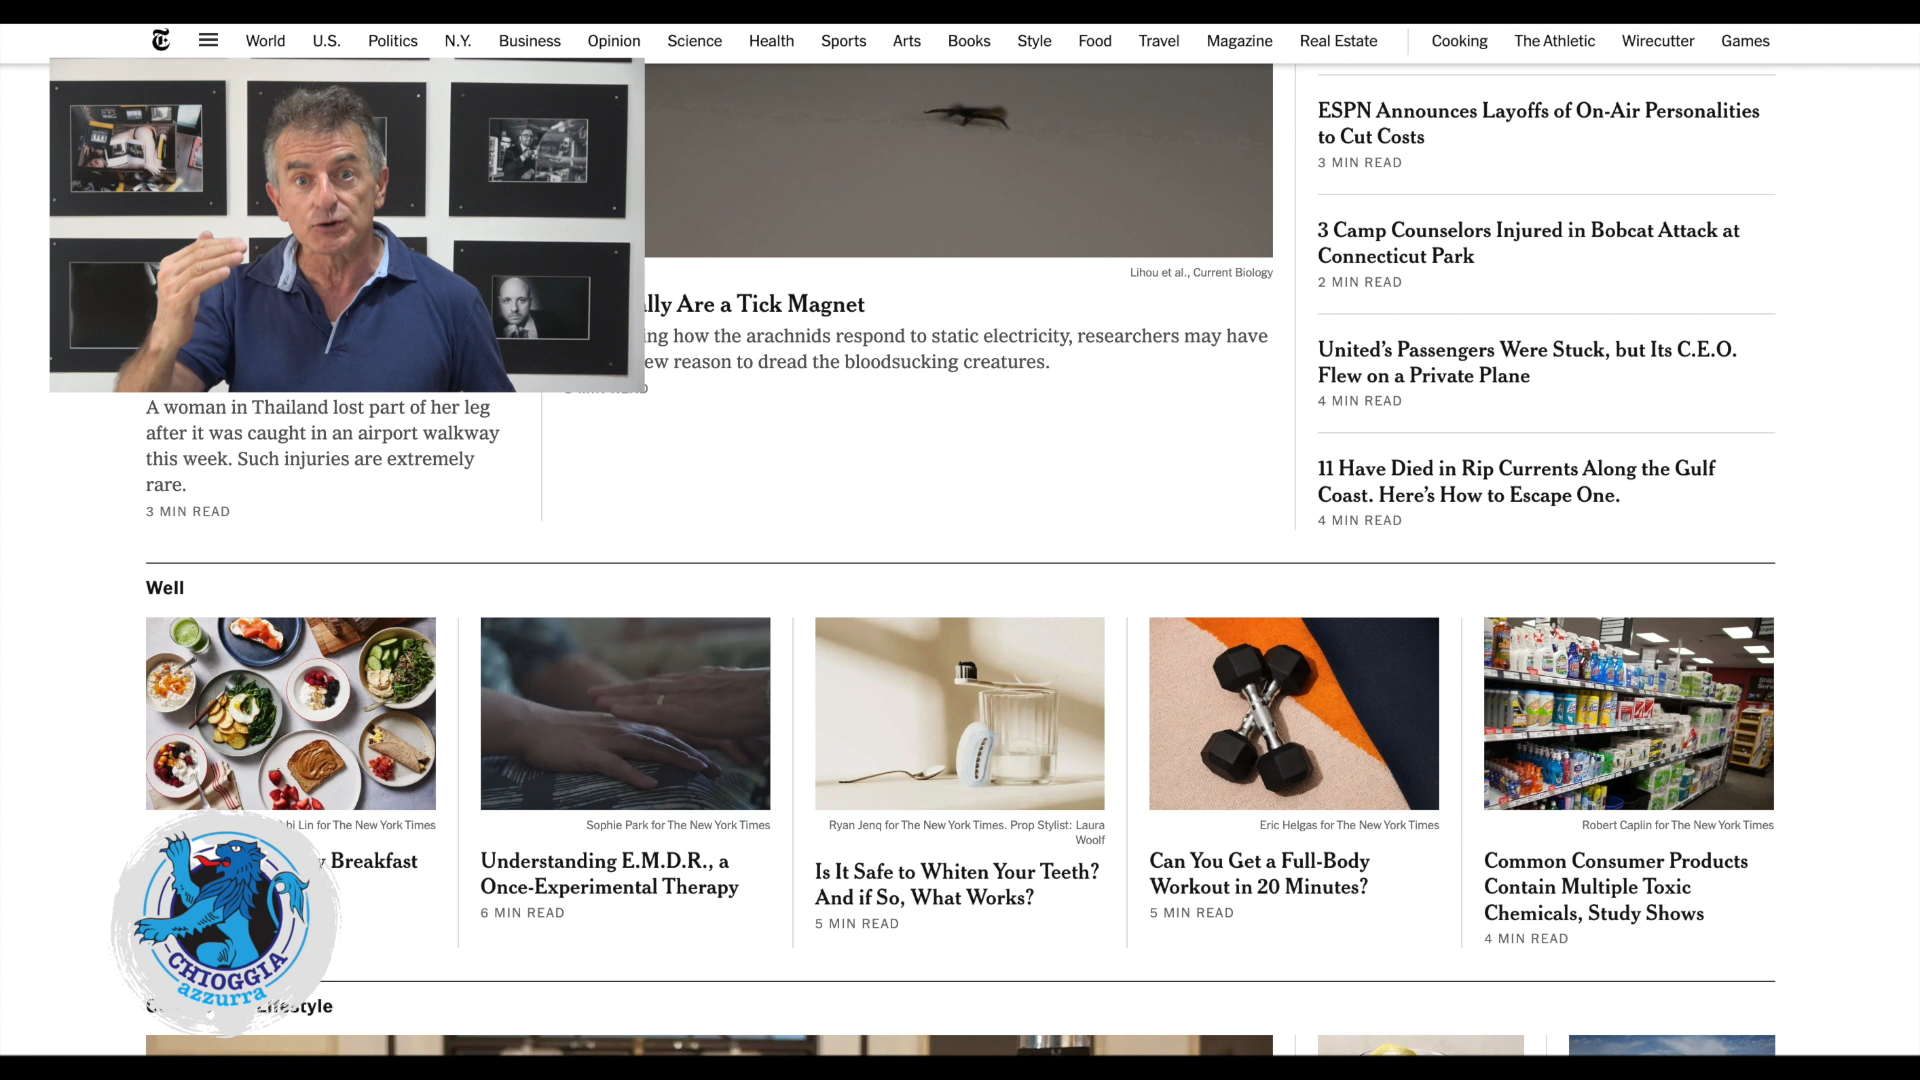 World U.S. Politics N.Y. Business Opinion Science Health Sports Arts Books Style Food Travel Magazine Real Estate Cooking The Athletic Wirecutter Games
Lihou et al., Current Biology
Are a Tick Magnet
how the arachnids respond to static electricity, researchers may have
reason to dread the bloodsucking creatures.
A woman in Thailand lost part of her leg
after it was caught in an airport walkway
this week. Such injuries are extremely
rare.
3 MIN READ
ESPN Announces Layoffs of On-Air Personalities
to Cut Costs
3 MIN READ
3 Camp Counselors Injured in Bobcat Attack at
Connecticut Park
2 MIN READ
United’s Passengers Were Stuck, but Its C.E.O.
Flew on a Private Plane
4 MIN READ
11 Have Died in Rip Currents Along the Gulf
Coast. Here’s How to Escape One.
4 MIN READ
Well
Lin for The New York Times
Breakfast
Sophie Park for The New York Times
Understanding E.M.D.R., a
Once-Experimental Therapy
6 MIN READ
Ryan Jenq for The New York Times. Prop Stylist: Laura
Woolf
Is It Safe to Whiten Your Teeth?
And if So, What Works?
5 MIN READ
Eric Helgas for The New York Times
Can You Get a Full-Body
Workout in 20 Minutes?
5 MIN READ
Robert Caplin for The New York Times
Common Consumer Products
Contain Multiple Toxic
Chemicals, Study Shows
4 MIN READ
CHIOGGIA
azzurra
Lifestyle